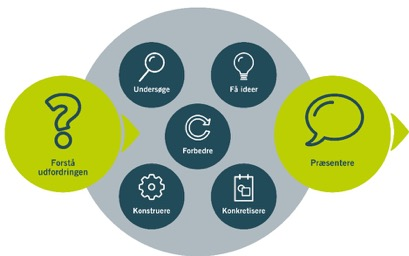 Forstå
udfordringen
Undersøge
Få ideer
Forbedre
Konstruere
Konkretisere
Præsentere